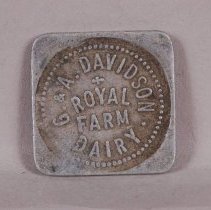 G. & A. DAVIDSON.
ROYAL
FARM
DAIRY